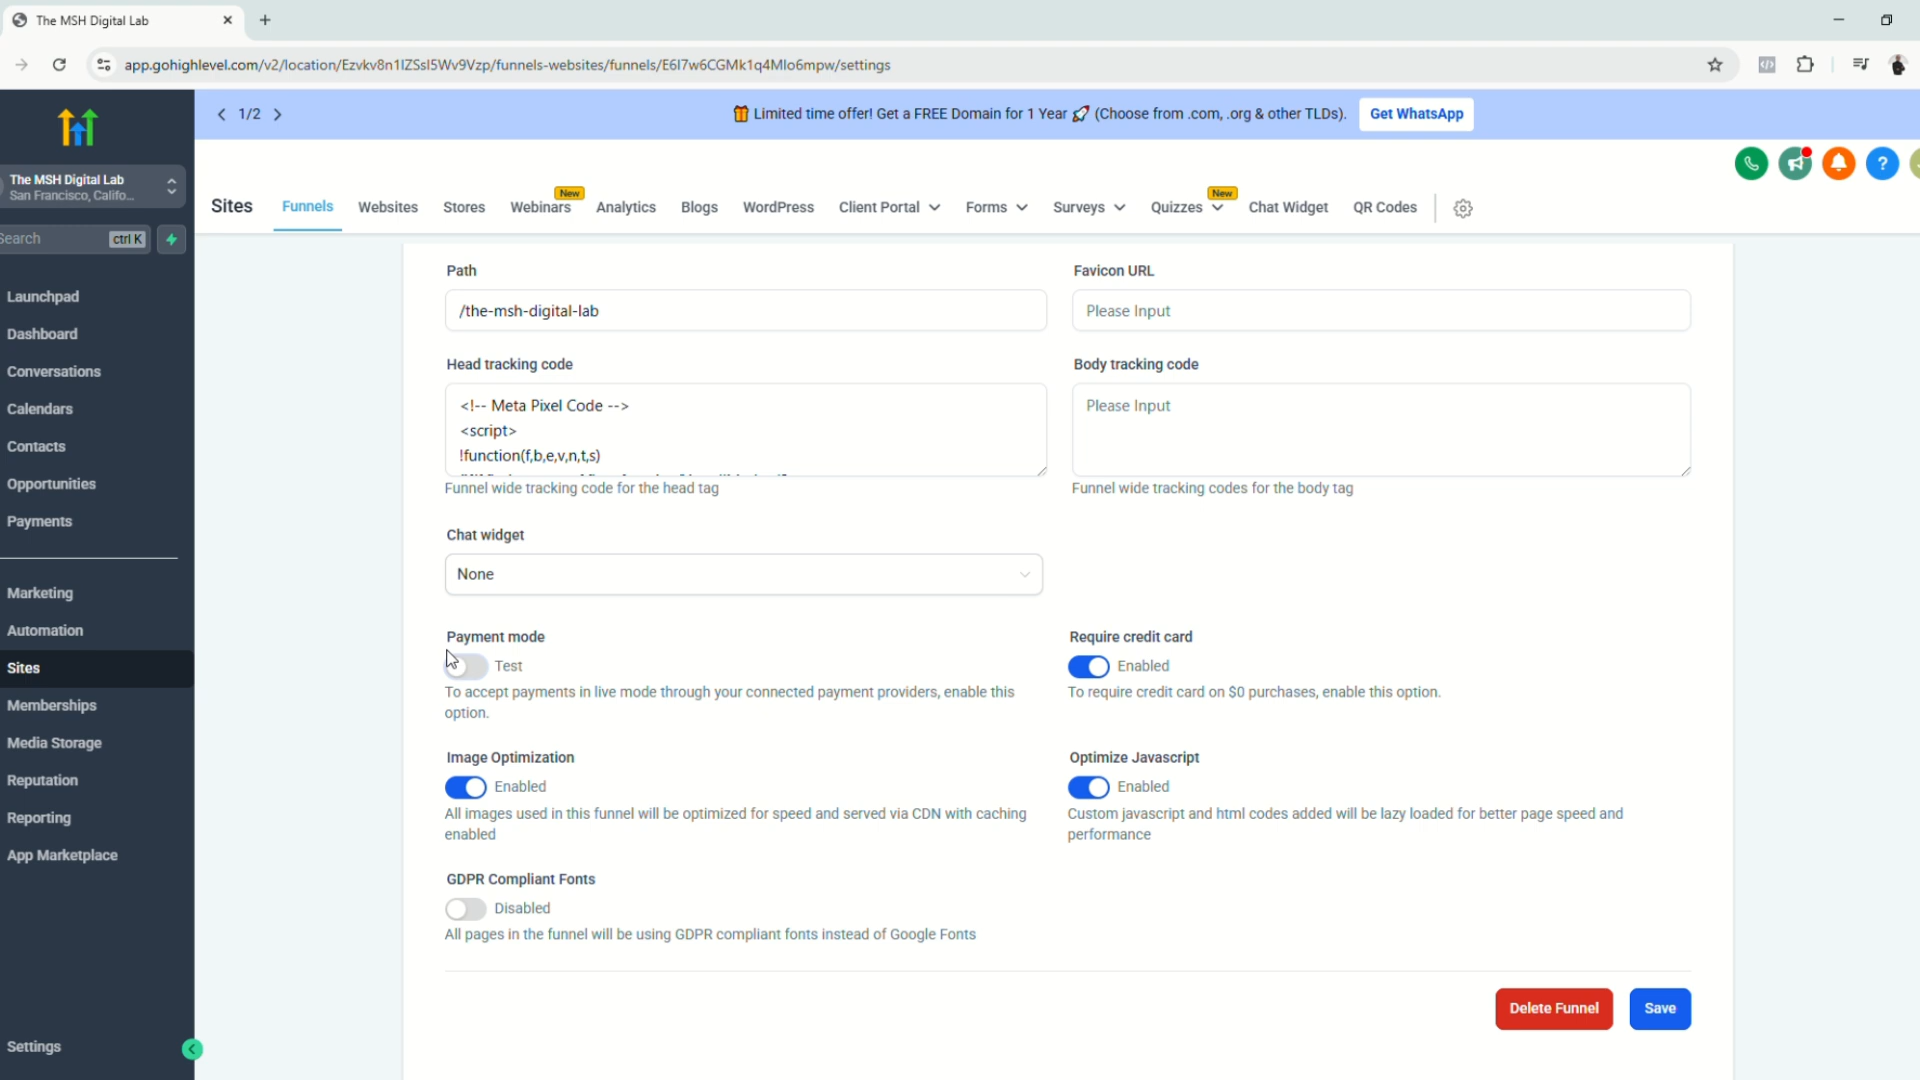 The MSH Digital Lab
app.gohighlevel.com/v2/location/Ezvkv8n1IZSsl5Wv9Vzp/funnels-websites/funnels/E6l7w6CGMk1q4Mlo6mpw/settings
1/2
Limited time offer! Get a FREE Domain for 1 Year 🚀 (Choose from .com, .org & other TLDs).
Get WhatsApp
The MSH Digital Lab
San Francisco, Califo...
Search
ctrl K
Sites
Funnels
Websites
Stores
Webinars
New
Analytics
Blogs
WordPress
Client Portal
Forms
Surveys
Quizzes
New
Chat Widget
QR Codes
Launchpad
Dashboard
Conversations
Calendars
Contacts
Opportunities
Payments
Marketing
Automation
Sites
Memberships
Media Storage
Reputation
Reporting
App Marketplace
Settings
Path
/the-msh-digital-lab
Favicon URL
Please Input
Head tracking code
<!-- Meta Pixel Code -->
<script>
!function(f,b,e,v,n,t,s)
Funnel wide tracking code for the head tag
Body tracking code
Please Input
Funnel wide tracking codes for the body tag
Chat widget
None
Payment mode
Test
To accept payments in live mode through your connected payment providers, enable this
option.
Require credit card
Enabled
To require credit card on $0 purchases, enable this option.
Image Optimization
Enabled
All images used in this funnel will be optimized for speed and served via CDN with caching
enabled
Optimize Javascript
Enabled
Custom javascript and html codes added will be lazy loaded for better page speed and
performance
GDPR Compliant Fonts
Disabled
All pages in the funnel will be using GDPR compliant fonts instead of Google Fonts
Delete Funnel
Save